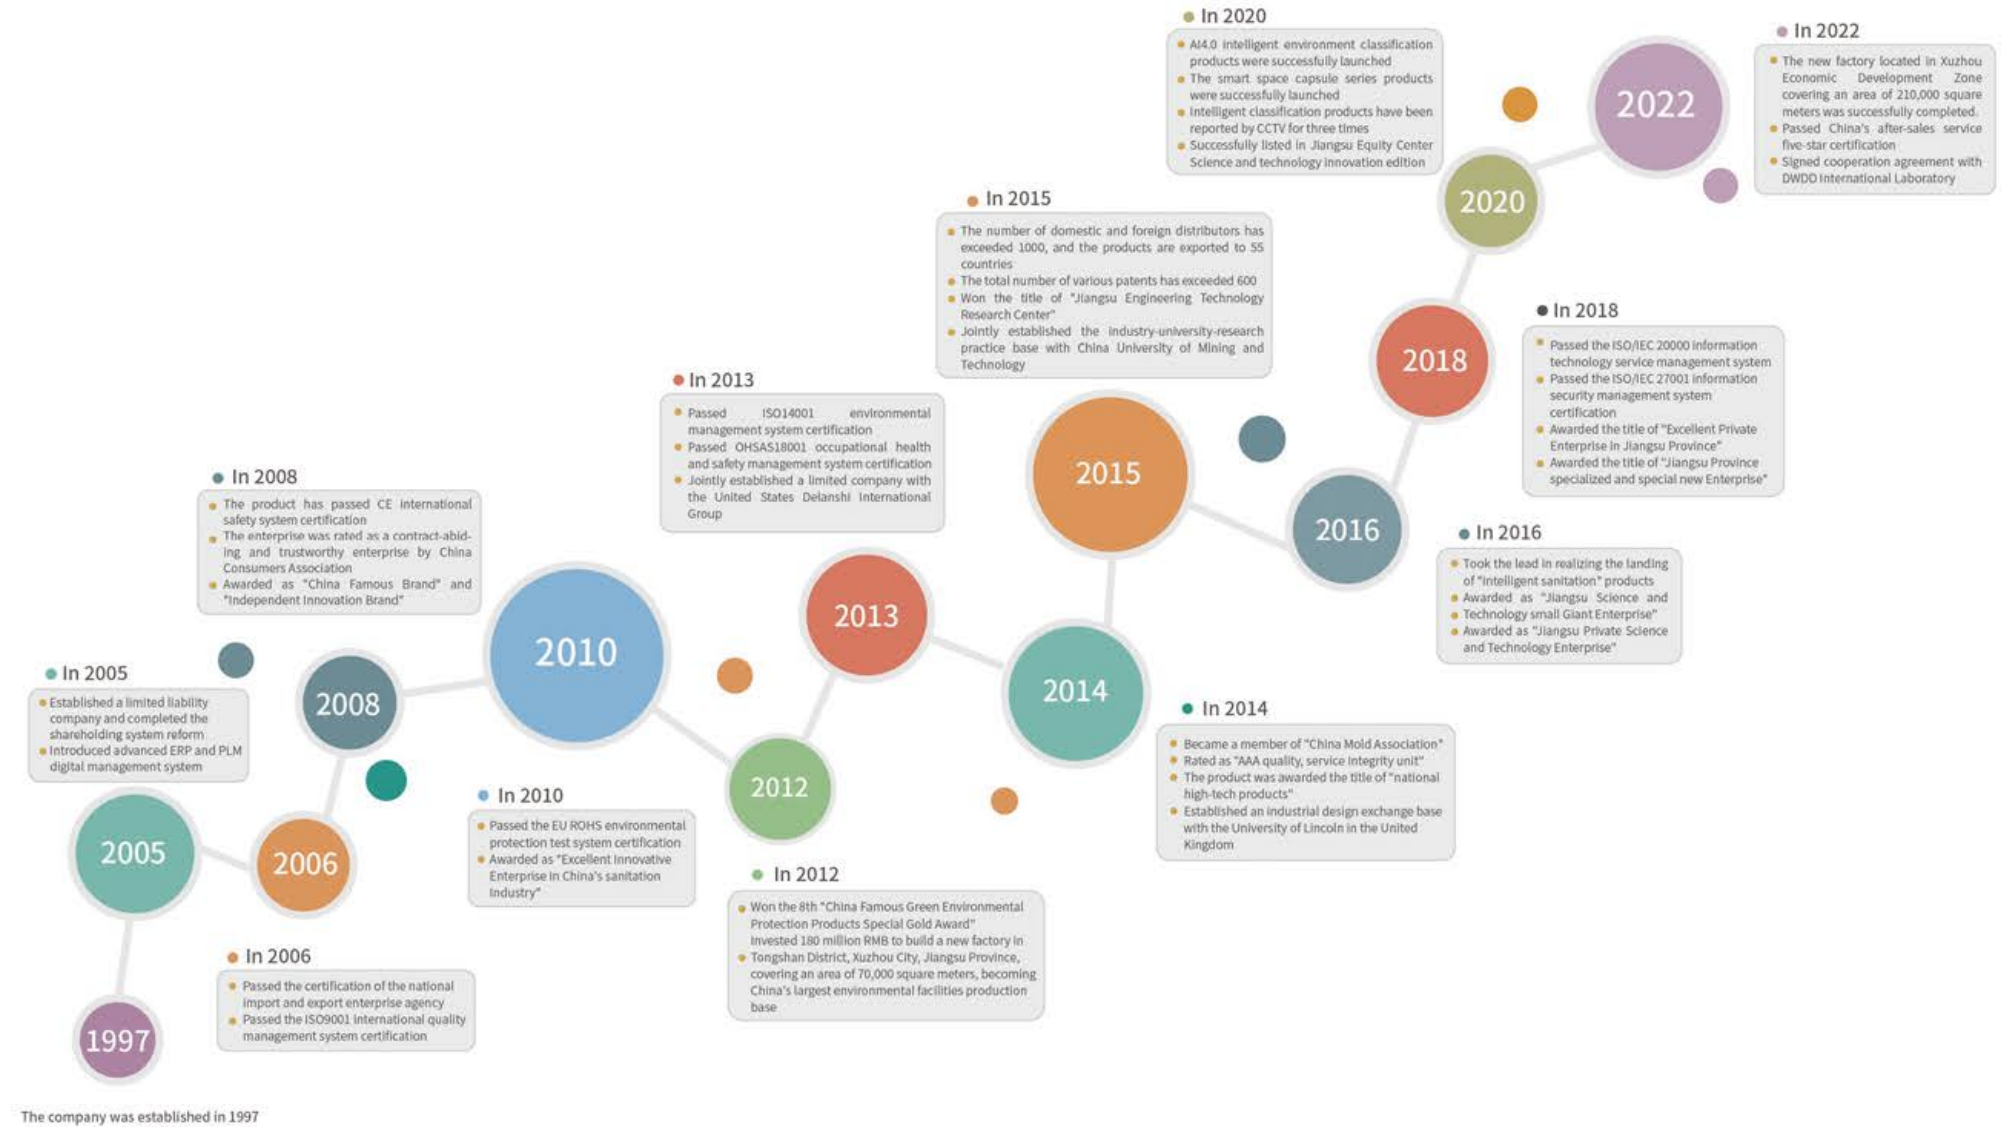 The company was established in 1997
1997
2005
In 2005
Established a limited liability
company and completed the
shareholding system reform
Introduced advanced ERP and PLM
digital management system
2006
In 2006
Passed the certification of the national
import and export enterprise agency
Passed the ISO9001 international quality
management system certification
2008
In 2008
The product has passed CE international
safety system certification
The enterprise was rated as a contract-abid-
ing and trustworthy enterprise by China
Consumers Association
Awarded as "China Famous Brand" and
"Independent Innovation Brand"
2010
In 2010
Passed the EU ROHS environmental
protection test system certification
Awarded as "Excellent Innovative
Enterprise in China's sanitation
Industry"
2012
In 2012
Won the 8th "China Famous Green Environmental
Protection Products Special Gold Award"
Invested 180 million RMB to build a new factory in
Tongshan District, Xuzhou City, Jiangsu Province,
covering an area of 70,000 square meters, becoming
China's largest environmental facilities production
base
2013
In 2013
Passed ISO14001 environmental
management system certification
Passed OHSAS18001 occupational health
and safety management system certification
Jointly established a limited company with
the United States Delanshi International
Group
2014
In 2014
Became a member of "China Mold Association"
Rated as "AAA quality, service integrity unit"
The product was awarded the title of "national
high-tech products"
Established an industrial design exchange base
with the University of Lincoln in the United
Kingdom
2015
In 2015
The number of domestic and foreign distributors has
exceeded 1000, and the products are exported to 55
countries
The total number of various patents has exceeded 600
Won the title of "Jiangsu Engineering Technology
Research Center"
Jointly established the industry-university-research
practice base with China University of Mining and
Technology
2016
In 2016
Took the lead in realizing the landing
of "intelligent sanitation" products
Awarded as "Jiangsu Science and
Technology small Giant Enterprise"
Awarded as "Jiangsu Private Science
and Technology Enterprise"
2018
In 2018
Passed the ISO/IEC 20000 information
technology service management system
Passed the ISO/IEC 27001 information
security management system
certification
Awarded the title of "Excellent Private
Enterprise in Jiangsu Province"
Awarded the title of "Jiangsu Province
specialized and special new Enterprise"
2020
In 2020
AI4.0 intelligent environment classification
products were successfully launched
The smart space capsule series products
were successfully launched
Intelligent classification products have been
reported by CCTV for three times
Successfully listed in Jiangsu Equity Center
Science and technology innovation edition
2022
In 2022
The new factory located in Xuzhou
Economic Development Zone
covering an area of 210,000 square
meters was successfully completed.
Passed China's after-sales service
five-star certification
Signed cooperation agreement with
DWDD International Laboratory